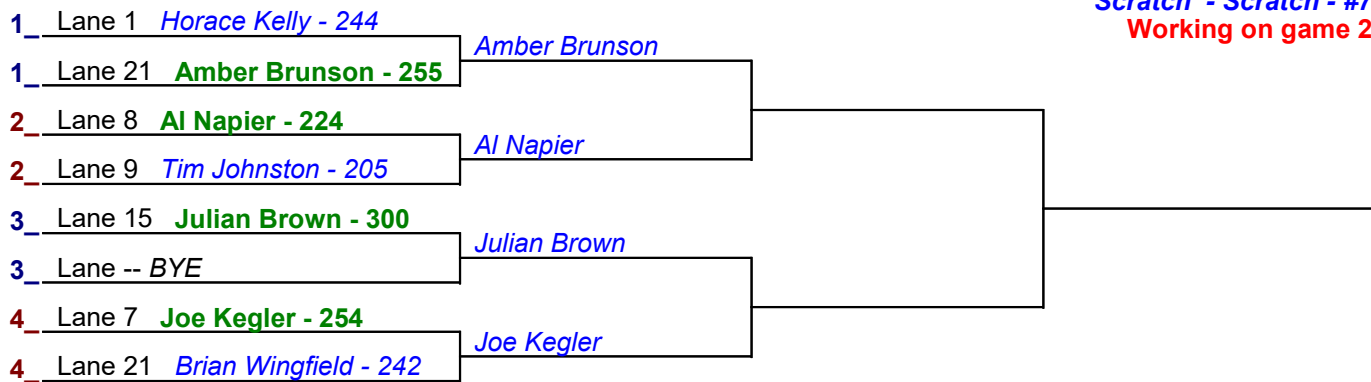 Scratch - Scratch - #7
Working on game 2
1_ Lane 1 Horace Kelly - 244
Amber Brunson
1_ Lane 21 Amber Brunson - 255
2_ Lane 8 Al Napier - 224
Al Napier
2_ Lane 9 Tim Johnston - 205
3_ Lane 15 Julian Brown - 300
Julian Brown
3_ Lane -- BYE
4_ Lane 7 Joe Kegler - 254
Joe Kegler
4_ Lane 21 Brian Wingfield - 242